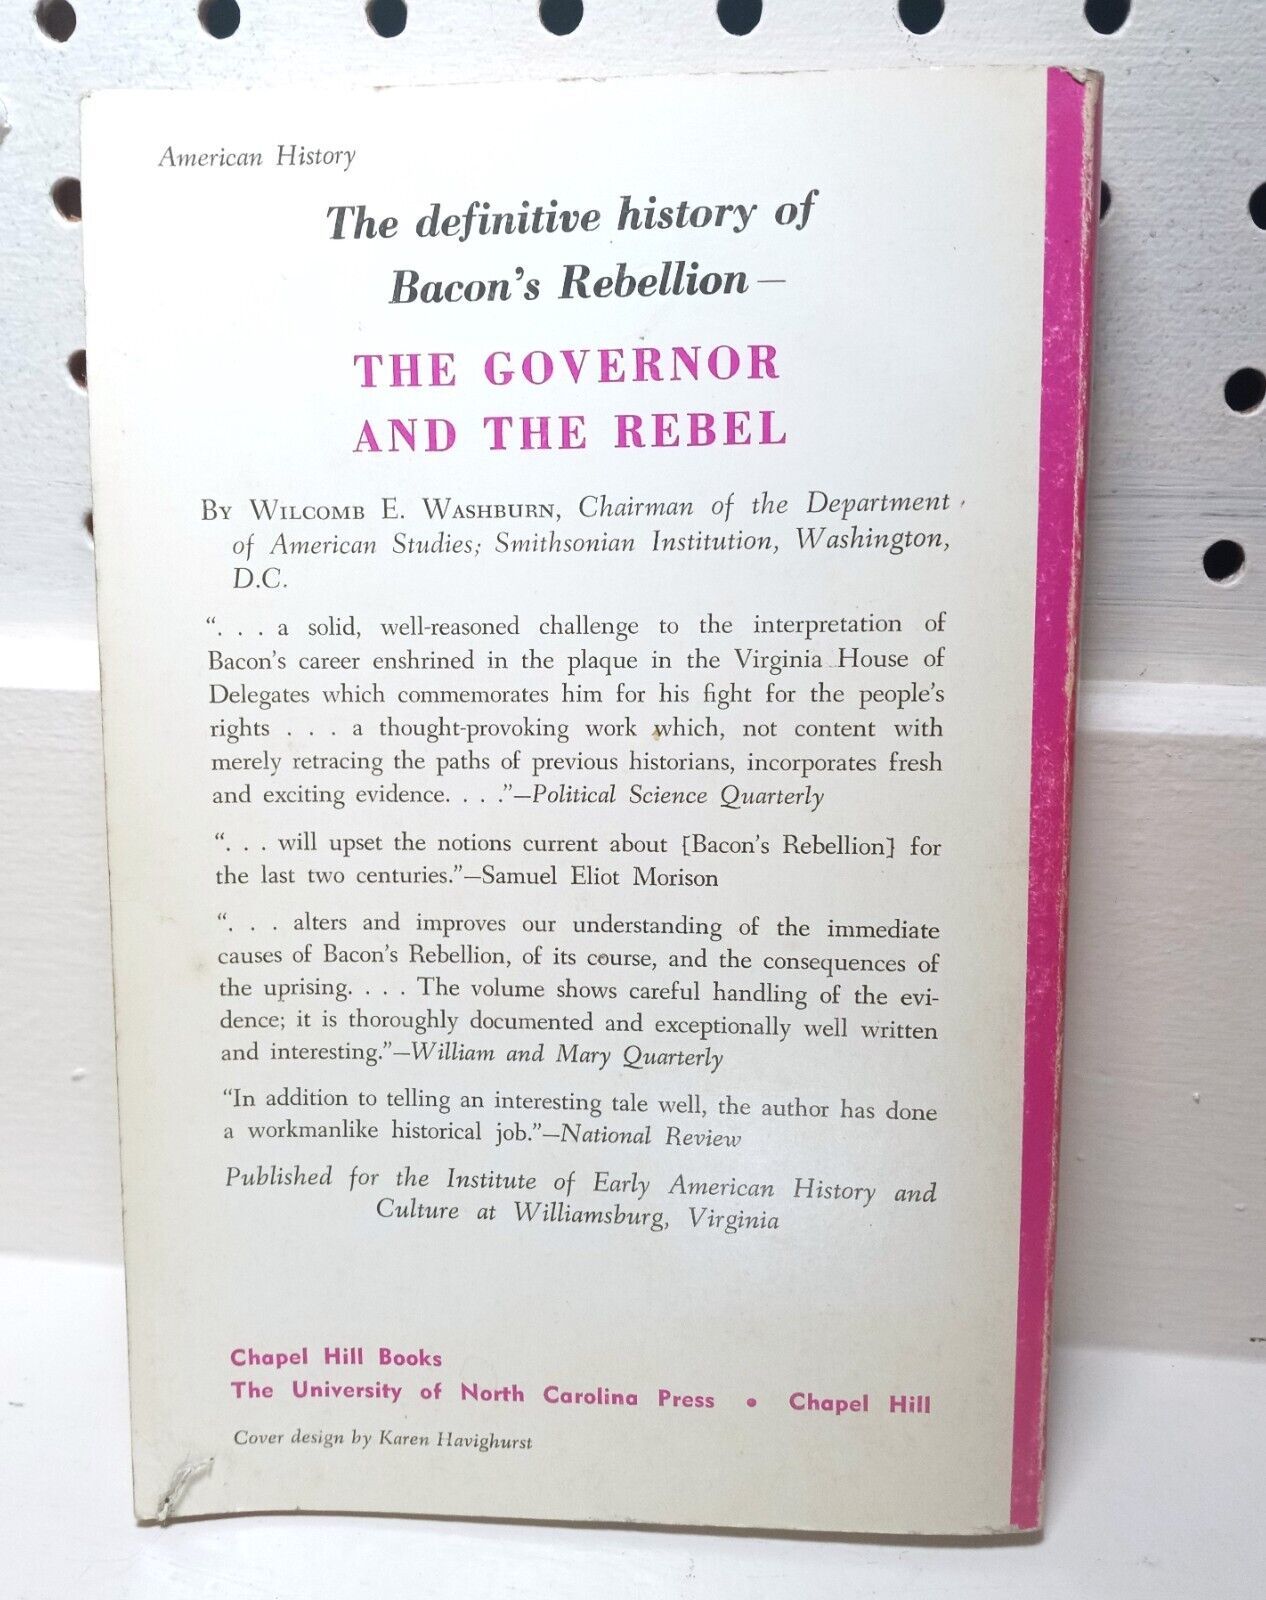 American History
The definitive history of
Bacon's Rebellion—
THE GOVERNOR
AND THE REBEL
By Wilcomb E. Washburn, Chairman of the Department
of American Studies; Smithsonian Institution, Washington,
D.C.
". . . a solid, well-reasoned challenge to the interpretation of
Bacon's career enshrined in the plaque in the Virginia House of
Delegates which commemorates him for his fight for the people's
rights . . . a thought-provoking work which, not content with
merely retracing the paths of previous historians, incorporates fresh
and exciting evidence. . . ."—Political Science Quarterly
". . . will upset the notions current about [Bacon's Rebellion] for
the last two centuries."—Samuel Eliot Morison
". . . alters and improves our understanding of the immediate
causes of Bacon's Rebellion, of its course, and the consequences of
the uprising. . . . The volume shows careful handling of the evi-
dence; it is thoroughly documented and exceptionally well written
and interesting."—William and Mary Quarterly
"In addition to telling an interesting tale well, the author has done
a workmanlike historical job."—National Review
Published for the Institute of Early American History and
Culture at Williamsburg, Virginia
Chapel Hill Books
The University of North Carolina Press • Chapel Hill
Cover design by Karen Havighurst